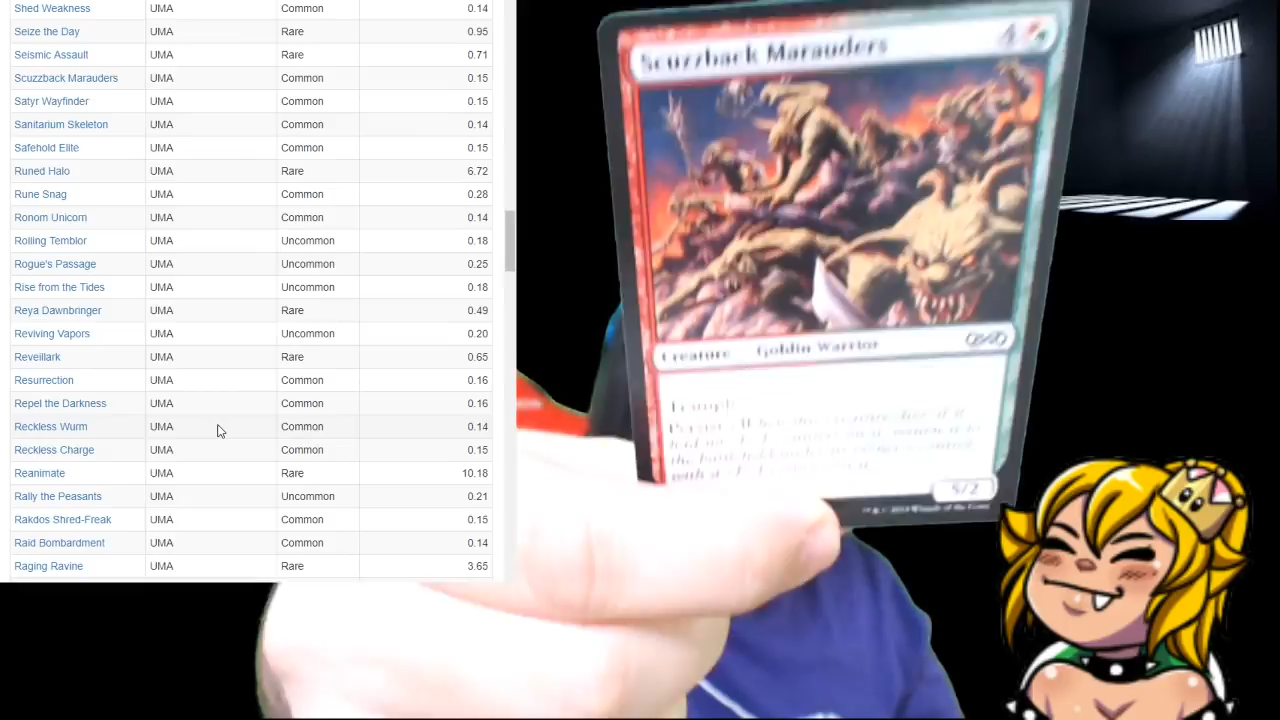 Shed Weakness UMA Common 0.14
Seize the Day UMA Rare 0.95
Seismic Assault UMA Rare 0.71
Scuzzback Marauders UMA Common 0.15
Satyr Wayfinder UMA Common 0.15
Sanitarium Skeleton UMA Common 0.14
Safehold Elite UMA Common 0.15
Runed Halo UMA Rare 6.72
Rune Snag UMA Common 0.28
Ronom Unicorn UMA Common 0.14
Rolling Temblor UMA Uncommon 0.18
Rogue's Passage UMA Uncommon 0.25
Rise from the Tides UMA Uncommon 0.18
Reya Dawnbringer UMA Rare 0.49
Reviving Vapors UMA Uncommon 0.20
Reveillark UMA Rare 0.65
Resurrection UMA Common 0.16
Repel the Darkness UMA Common 0.16
Reckless Wurm UMA Common 0.14
Reckless Charge UMA Common 0.15
Reanimate UMA Rare 10.18
Rally the Peasants UMA Uncommon 0.21
Rakdos Shred-Freak UMA Common 0.15
Raid Bombardment UMA Common 0.14
Raging Ravine UMA Rare 3.65
Scuzzback Marauders 4
Creature Goblin Warrior
5/2